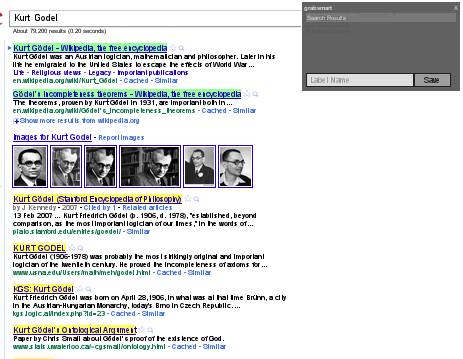 Kurt Godel
About 79,200 results (0.20 seconds)
Kurt Gödel - Wikipedia, the free encyclopedia
Kurt Gödel was an Austrian logician, mathematician and philosopher. Later in his
life he emigrated to the United States to escape the effects of World War ...
Life - Religious views - Legacy - Important publications
en.wikipedia.org/wiki/Kurt_Gödel - Cached - Similar
Gödel's incompleteness theorems - Wikipedia, the free encyclopedia
The theorems, proven by Kurt Gödel in 1931, are important both in ...
en.wikipedia.org/wiki/Gödel's_incompleteness_theorems - Cached - Similar
Show more results from wikipedia.org
Images for Kurt Godel - Report images
Kurt Gödel (Stanford Encyclopedia of Philosophy)
by J Kennedy - 2007 - Cited by 1 - Related articles
13 Feb 2007 ... Kurt Friedrich Gödel (b. 1906, d. 1978), "established, beyond
comparison, as the most important logician of our times," in the words of ...
plato.stanford.edu/entries/goedel/ - Similar
KURT GODEL
Kurt Gödel (1906-1978) was probably the most strikingly original and important
logician of the twentieth century. He proved the incompleteness of axioms for ...
www.usna.edu/Users/math/meh/godel.html - Cached - Similar
KGS: Kurt Gödel
Kurt Friedrich Gödel was born on April 28, 1906, in what was at that time Brünn, a city
in the Austrian-Hungarian Monarchy, today's Brno in Czech Republic. ...
kgs.logic.at/index.php?id=23 - Cached - Similar
Kurt Gödel's Ontological Argument
Paper by Chris Small about Gödel's proof of the existence of God.
www.stats.uwaterloo.ca/~cgsmall/ontology.html - Cached - Similar
grabsmart
x
Search Results
Label Name
Save